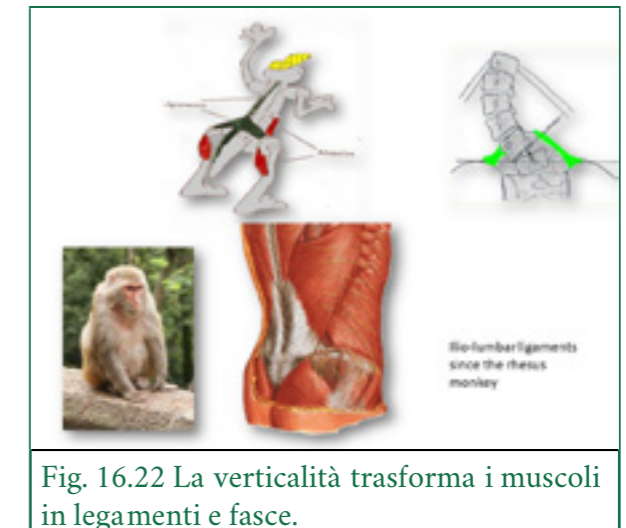 Ilio-lumbar ligaments
since the rhesus
monkey
Fig. 16.22 La verticalità trasforma i muscoli
in legamenti e fasce.